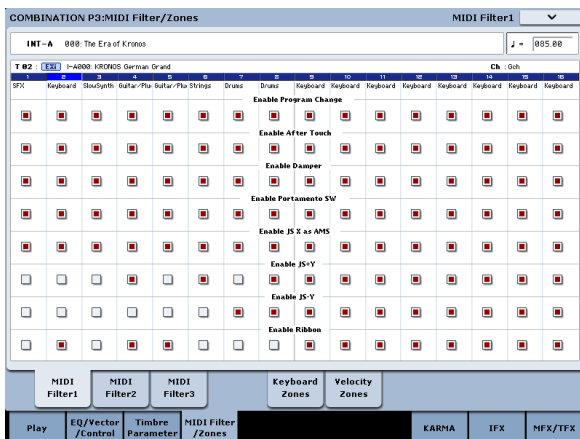 COMBINATION P3:MIDI Filter/Zones MIDI Filter1
INT-A 000: The Era of Kronos ♩= 085.00
T 02 : EXi I-A000: KRONOS German Grand Ch : Gch
1 2 3 4 5 6 7 8 9 10 11 12 13 14 15 16
SFX Keyboard SlowSynth Guitar/Plu Guitar/Plu Strings Drums Drums Keyboard Keyboard Keyboard Keyboard Keyboard Keyboard Keyboard Keyboard
Enable Program Change
Enable After Touch
Enable Damper
Enable Portamento SW
Enable JS X as AMS
Enable JS+Y
Enable JS-Y
Enable Ribbon
MIDI Filter1 MIDI Filter2 MIDI Filter3 Keyboard Zones Velocity Zones
Play EQ/Vector/Control Timbre Parameter MIDI Filter/Zones KARMA IFX MFX/TFX